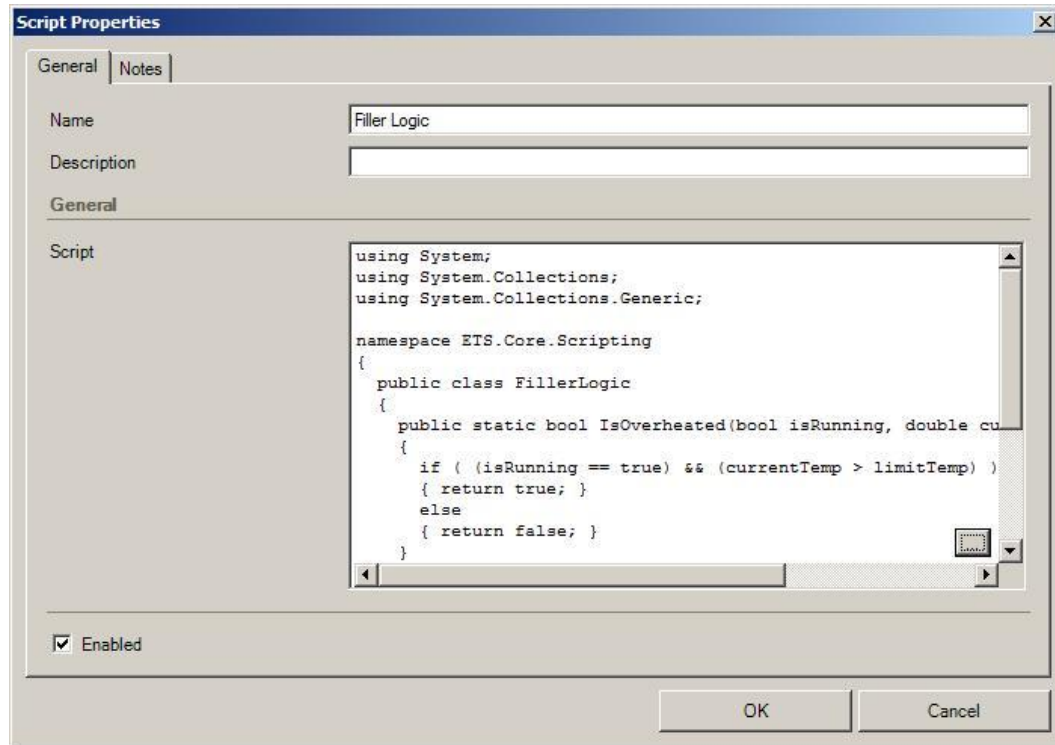 Script Properties
General
Notes
Name
Filler Logic
Description
General
Script
using System;
using System.Collections;
using System.Collections.Generic;
namespace ETS.Core.Scripting
{
public class FillerLogic
{
public static bool IsOverheated(bool isRunning, double cu
{
if ( (isRunning == true) && (currentTemp > limitTemp) )
{ return true; }
else
{ return false; }
}
...
Enabled
OK
Cancel